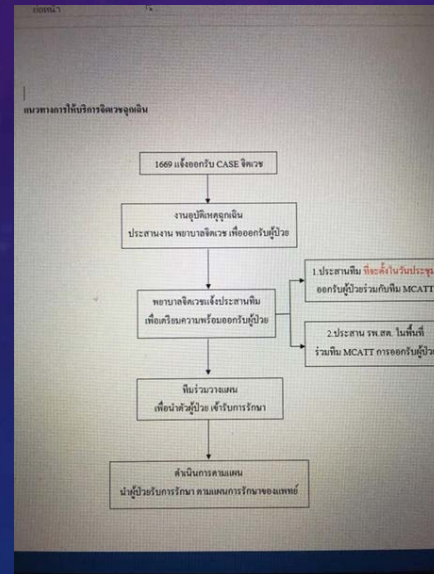 ย่อหน้า
แนวทางการให้บริการจิตเวชฉุกเฉิน
1669 แจ้งออกรับ CASE จิตเวช
งานอุบัติเหตุฉุกเฉิน
ประสานงาน พยาบาลจิตเวช เพื่อออกรับผู้ป่วย
พยาบาลจิตเวชแจ้งประสานทีม
เพื่อเตรียมความพร้อมออกรับผู้ป่วย
1.ประสานทีม ที่จะตั้งในวันประชุม
ออกรับผู้ป่วยร่วมกับทีม MCATT
2.ประสาน รพ.สต. ในพื้นที่
ร่วมทีม MCATT การออกรับผู้ป่วย
ทีมร่วมวางแผน
เพื่อนำตัวผู้ป่วย เข้ารับการรักษา
ดำเนินการตามแผน
นำผู้ป่วยรับการรักษา ตามแผนการรักษาของแพทย์